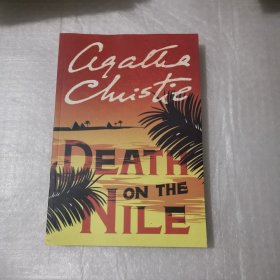 Agatha
Christie
DEATH
ON THE
NILE